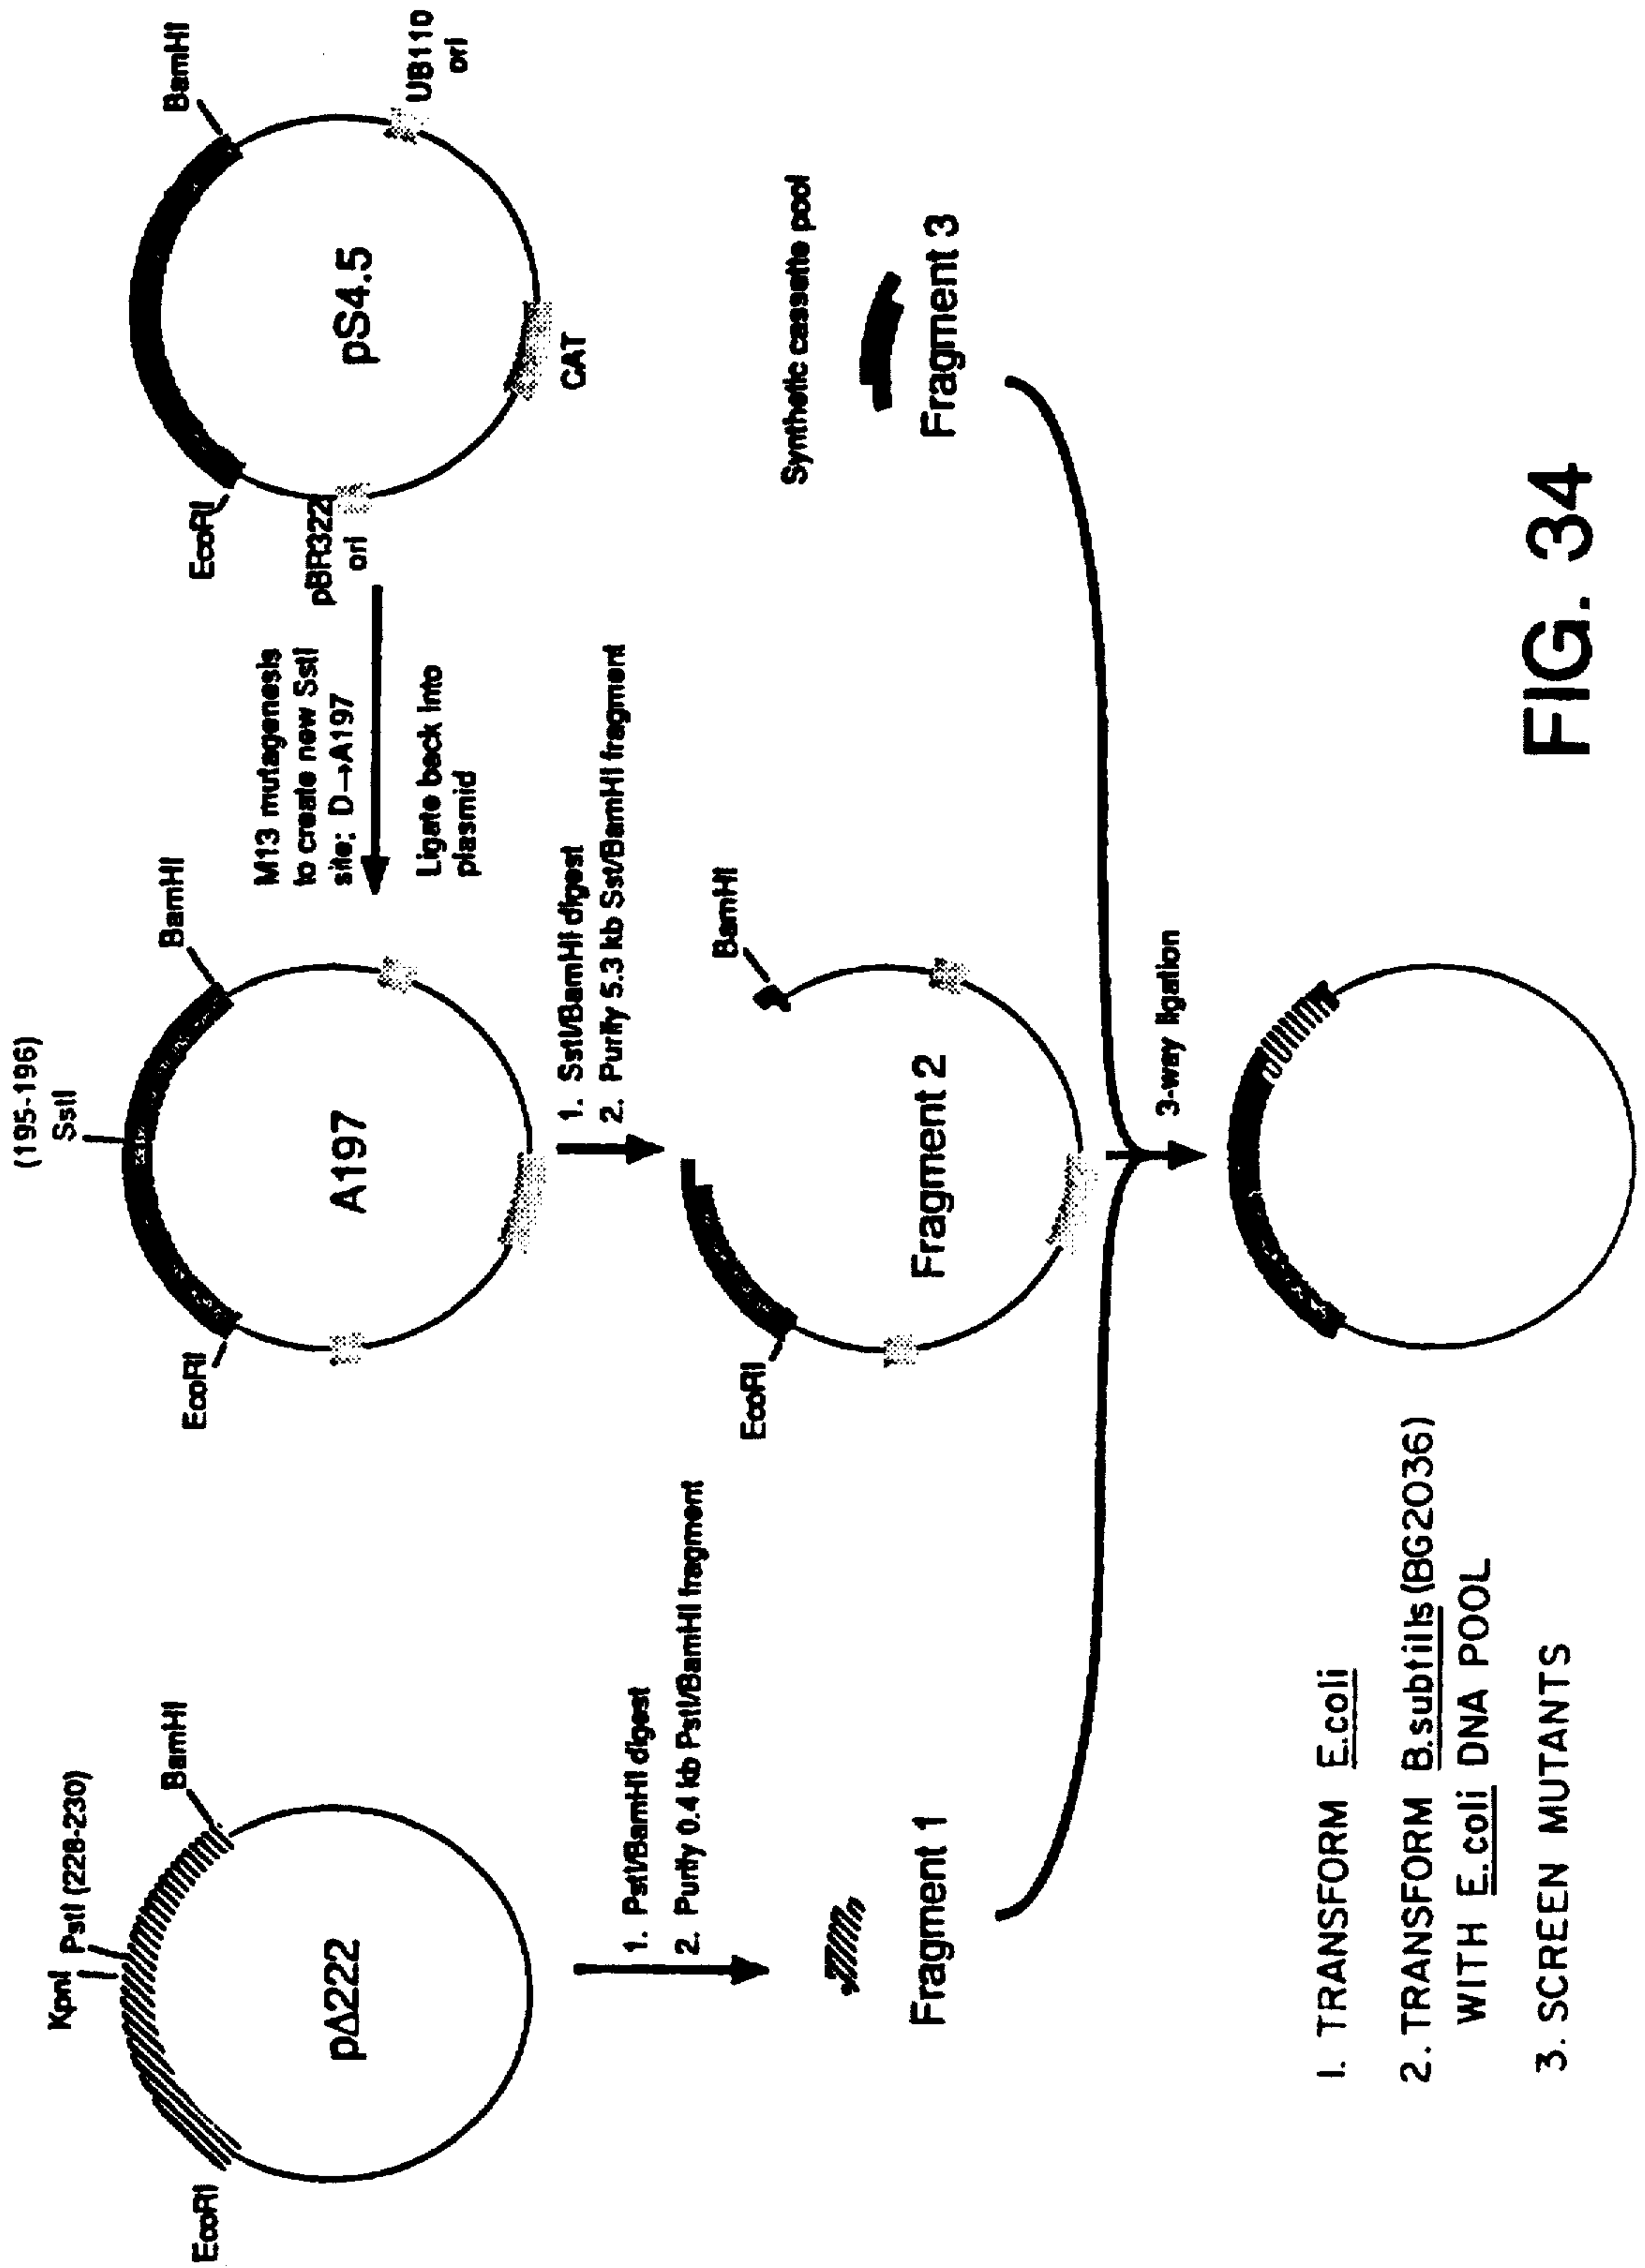 EcoRI
KpnI
PstI (228-230)
BamHI
pΔ222
1. PstI/BamHI digest
2. Purify 0.4 kb PstI/BamHI fragment
Fragment 1
(195-196)
SstI
EcoRI
BamHI
A197
M13 mutagenesis
to create new SstI
site: D→A197
Ligate back into
plasmid
EcoRI
BamHI
pS4.5
pBR322
ori
UB110
ori
CAT
1. SstI/BamHI digest
2. Purify 5.3 kb Sst/BamHI fragment
EcoRI
BamHI
Fragment 2
Synthetic cassette pool
Fragment 3
3-way ligation
1. TRANSFORM E.coli
2. TRANSFORM B.subtilis (BG2036)
WITH E.coli DNA POOL
3. SCREEN MUTANTS
FIG. 34